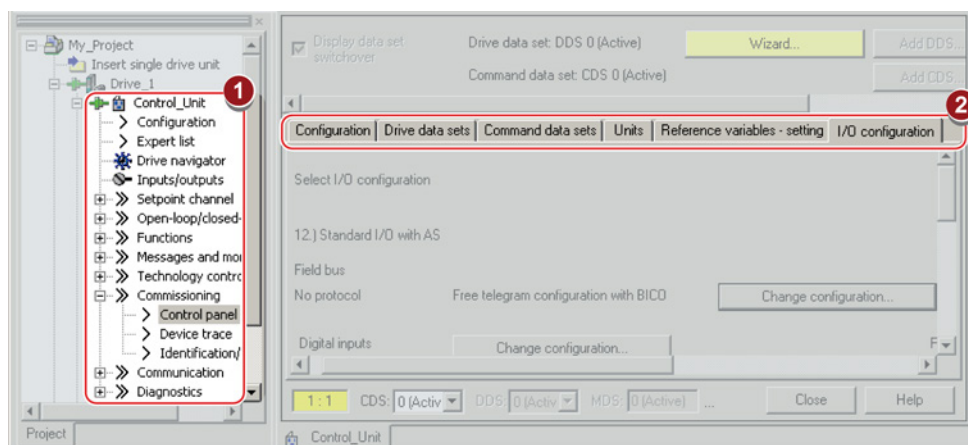 My_Project
Insert single drive unit
Drive_1
1
Control_Unit
Configuration
Expert list
Drive navigator
Inputs/outputs
Setpoint channel
Open-loop/closed-
Functions
Messages and mor
Technology contro
Commissioning
Control panel
Device trace
Identification/
Communication
Diagnostics
Project
Display data set switchover
Drive data set: DDS 0 (Active)
Wizard...
Add DDS...
Command data set: CDS 0 (Active)
Add CDS...
2
Configuration Drive data sets Command data sets Units Reference variables - setting I/O configuration
Select I/O configuration
12.) Standard I/O with AS
Field bus
No protocol Free telegram configuration with BICO Change configuration...
Digital inputs Change configuration... F
1 : 1 CDS: 0 (Activ DDS: 0 (Activ MDS: 0 (Active) ... Close Help
Control_Unit